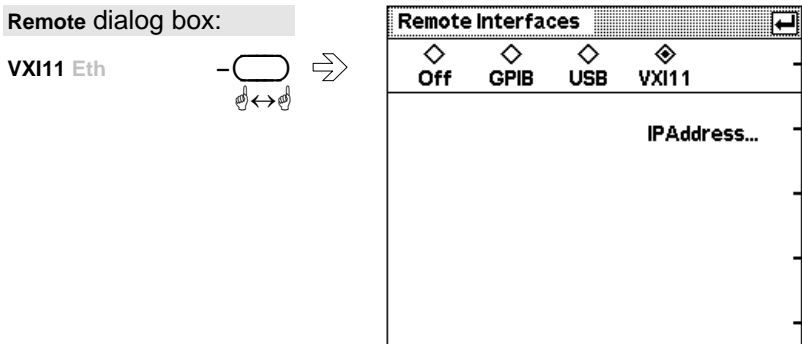 Remote dialog box:
VXI11 Eth
Remote Interfaces
Off GPIB USB VXI11
IPAddress...